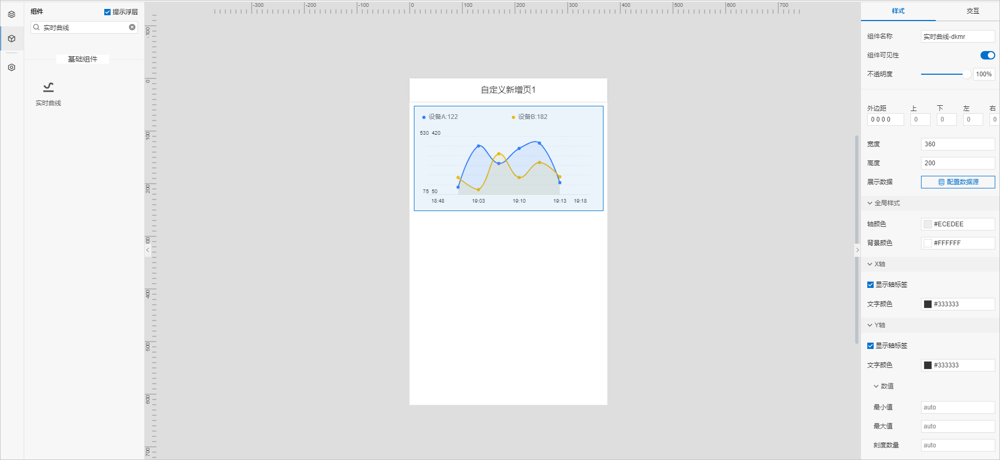 组件
提示浮层
实时曲线
基础组件
实时曲线
-300 -200 -100 0 100 200 300 400 500 600 700
-100
0
100
200
300
400
500
600
700
自定义新增页1
设备A:122 设备B:182
530 420
75 50
18:48 19:03 19:10 19:13 19:18
样式 交互
组件名称 实时曲线-dkmr
组件可见性
不透明度 100%
外边距 上 下 左 右
0 0 0 0 0 0 0 0
宽度 360
高度 200
展示数据 配置数据源
全局样式
轴颜色 #ECEDEE
背景颜色 #FFFFFF
X轴
显示轴标签
文字颜色 #333333
Y轴
显示轴标签
文字颜色 #333333
数值
最小值 auto
最大值 auto
刻度数量 auto